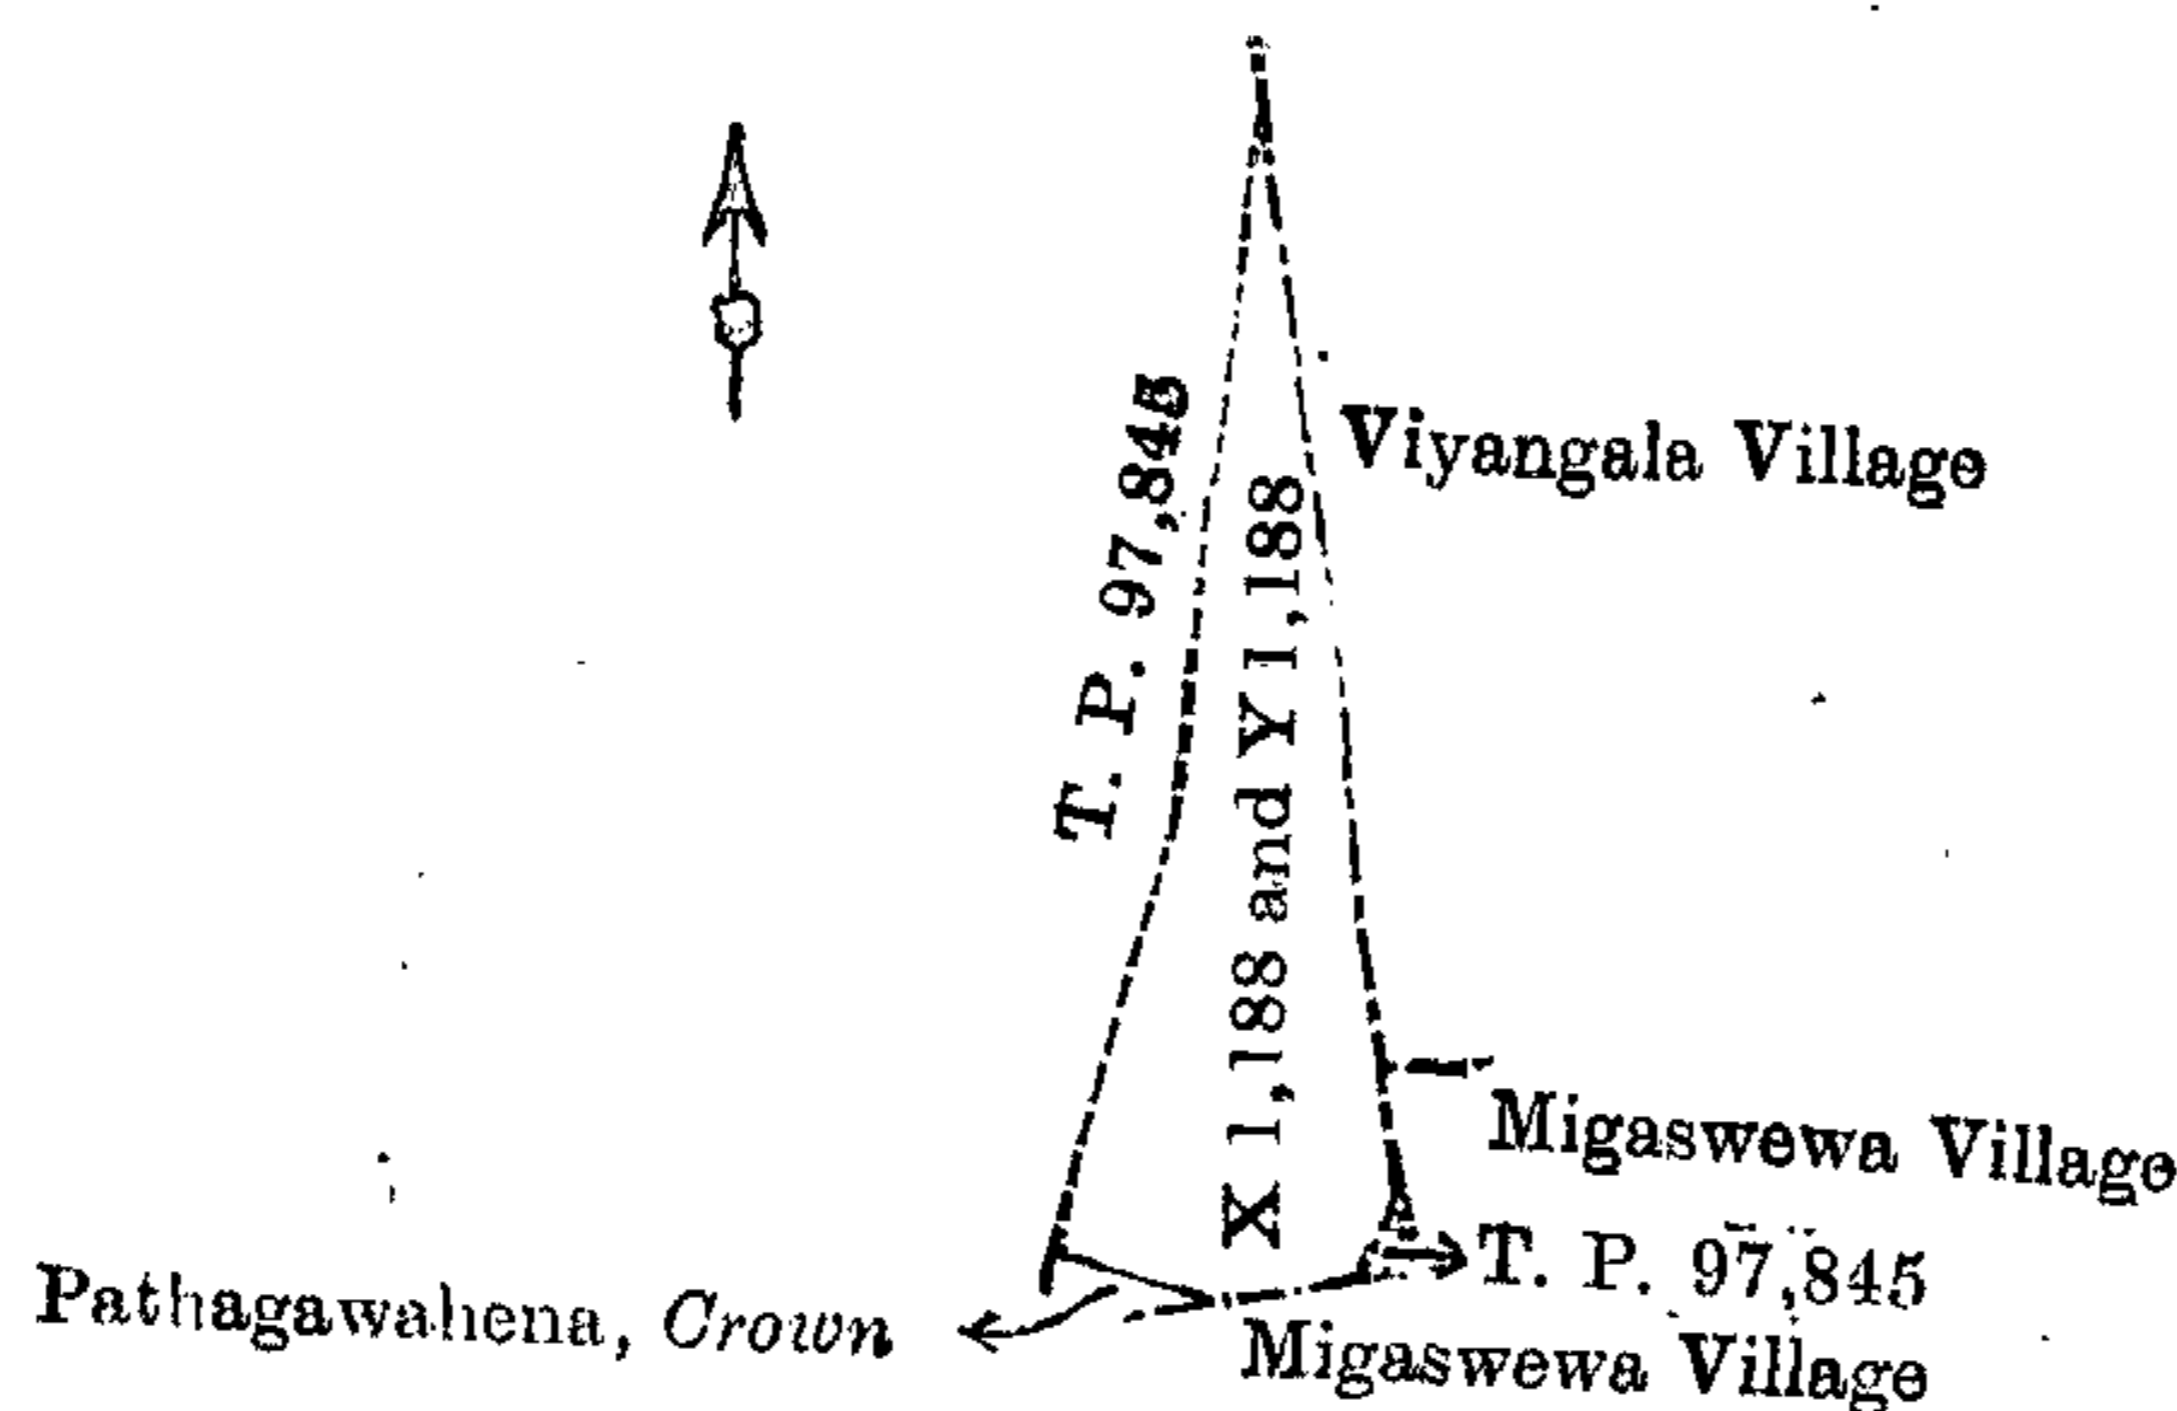 T. P. 97,845
Viyangala Village
X 1,188 and Y 1,188
Migaswewa Village
T. P. 97,845
Pathagawahena, Crown
Migaswewa Village